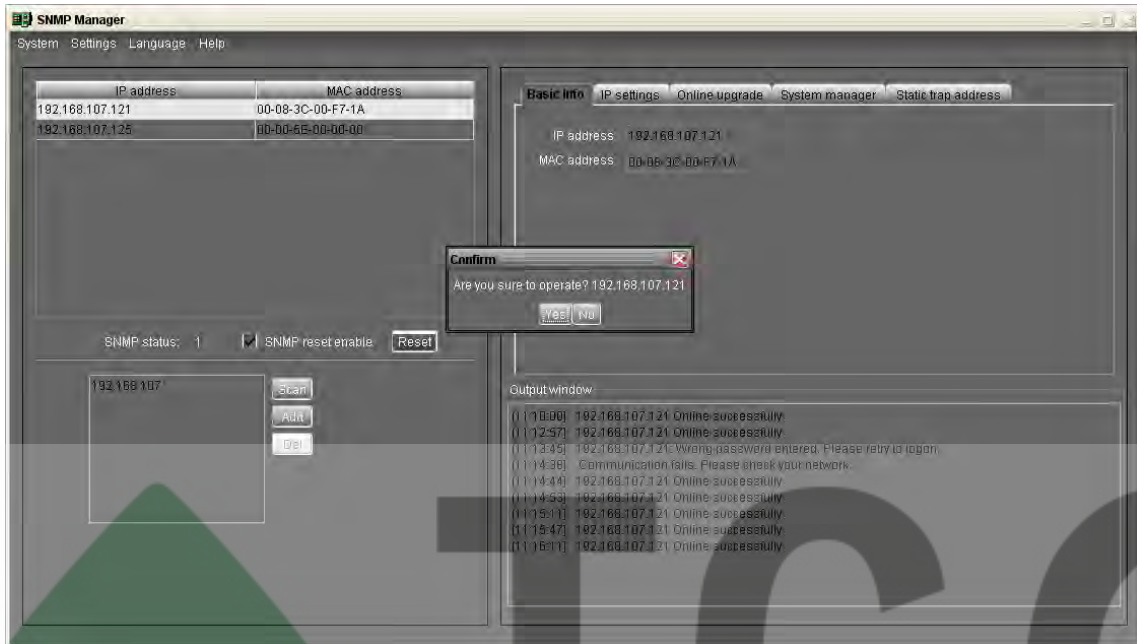 SNMP Manager
System Settings Language Help
IP address MAC address
192.168.107.121 00-08-3C-00-F7-1A
192.168.107.125
SNMP status: 1 SNMP reset enable Reset
192.168.107
Scan
Add
Del
Basic Info IP settings Online upgrade System manager Static trap address
IP address 192.168.107.121
MAC address 00-08-3C-00-F7-1A
Confirm
Are you sure to operate? 192.168.107.121
Yes No
Output window
192.168.107.121 Online successfully
192.168.107.121 Online successfully
192.168.107.121 Wrong password entered. Please retry to logon.
Communication fails. Please check your network.
192.168.107.121 Online successfully
192.168.107.121 Online successfully
192.168.107.121 Online successfully
192.168.107.121 Online successfully
192.168.107.121 Online successfully